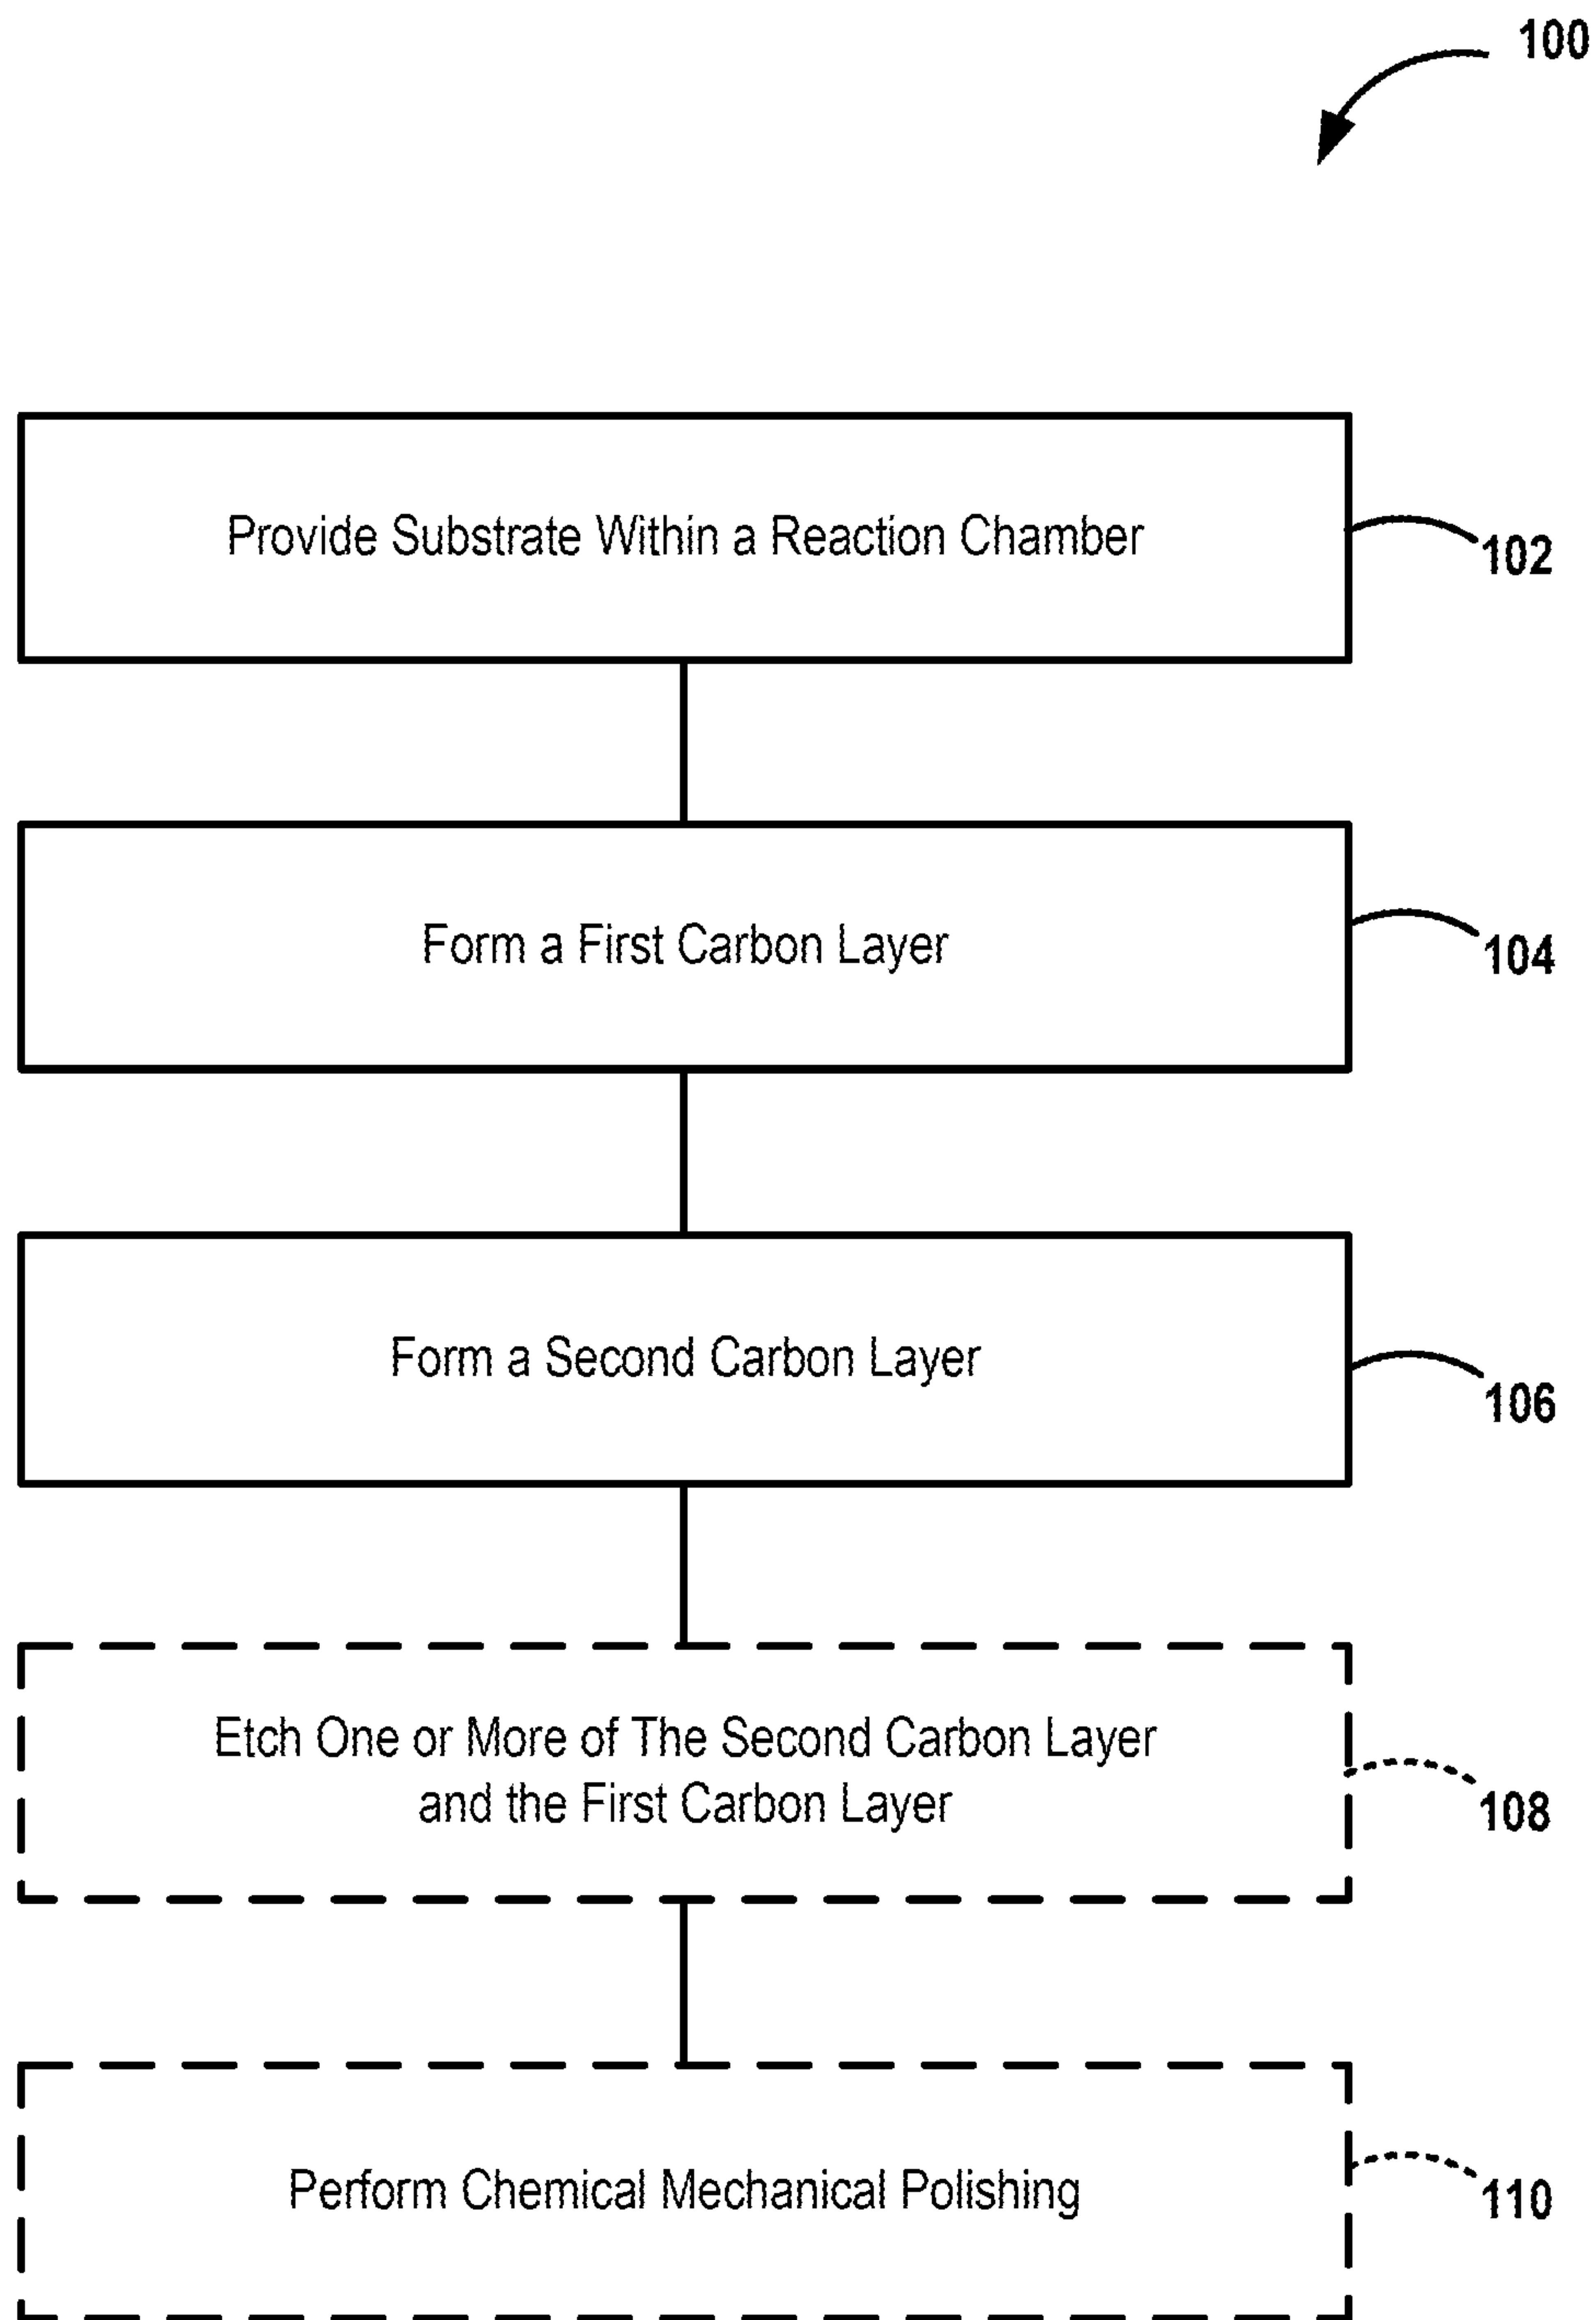 100
Provide Substrate Within a Reaction Chamber
102
Form a First Carbon Layer
104
Form a Second Carbon Layer
106
Etch One or More of The Second Carbon Layer
and the First Carbon Layer
108
Perform Chemical Mechanical Polishing
110